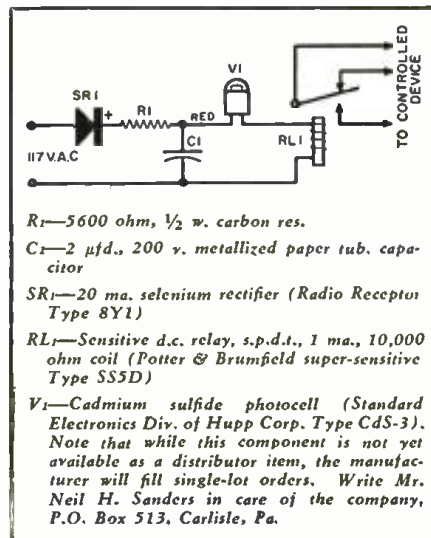 V1
TO CONTROLLED
DEVICE
SR1
+
R1
RED
C1
RL1
117 V.A.C
R1—5600 ohm, ½ w. carbon res.
C1—2 µfd., 200 v. metallized paper tub. capa-
citor
SR1—20 ma. selenium rectifier (Radio Receptor
Type 8Y1)
RL1—Sensitive d.c. relay, s.p.d.t., 1 ma., 10,000
ohm coil (Potter & Brumfield super-sensitive
Type SS5D)
V1—Cadmium sulfide photocell (Standard
Electronics Div. of Hupp Corp. Type CdS-3).
Note that while this component is not yet
available as a distributor item, the manufac-
turer will fill single-lot orders. Write Mr.
Neil H. Sanders in care of the company,
P.O. Box 513, Carlisle, Pa.